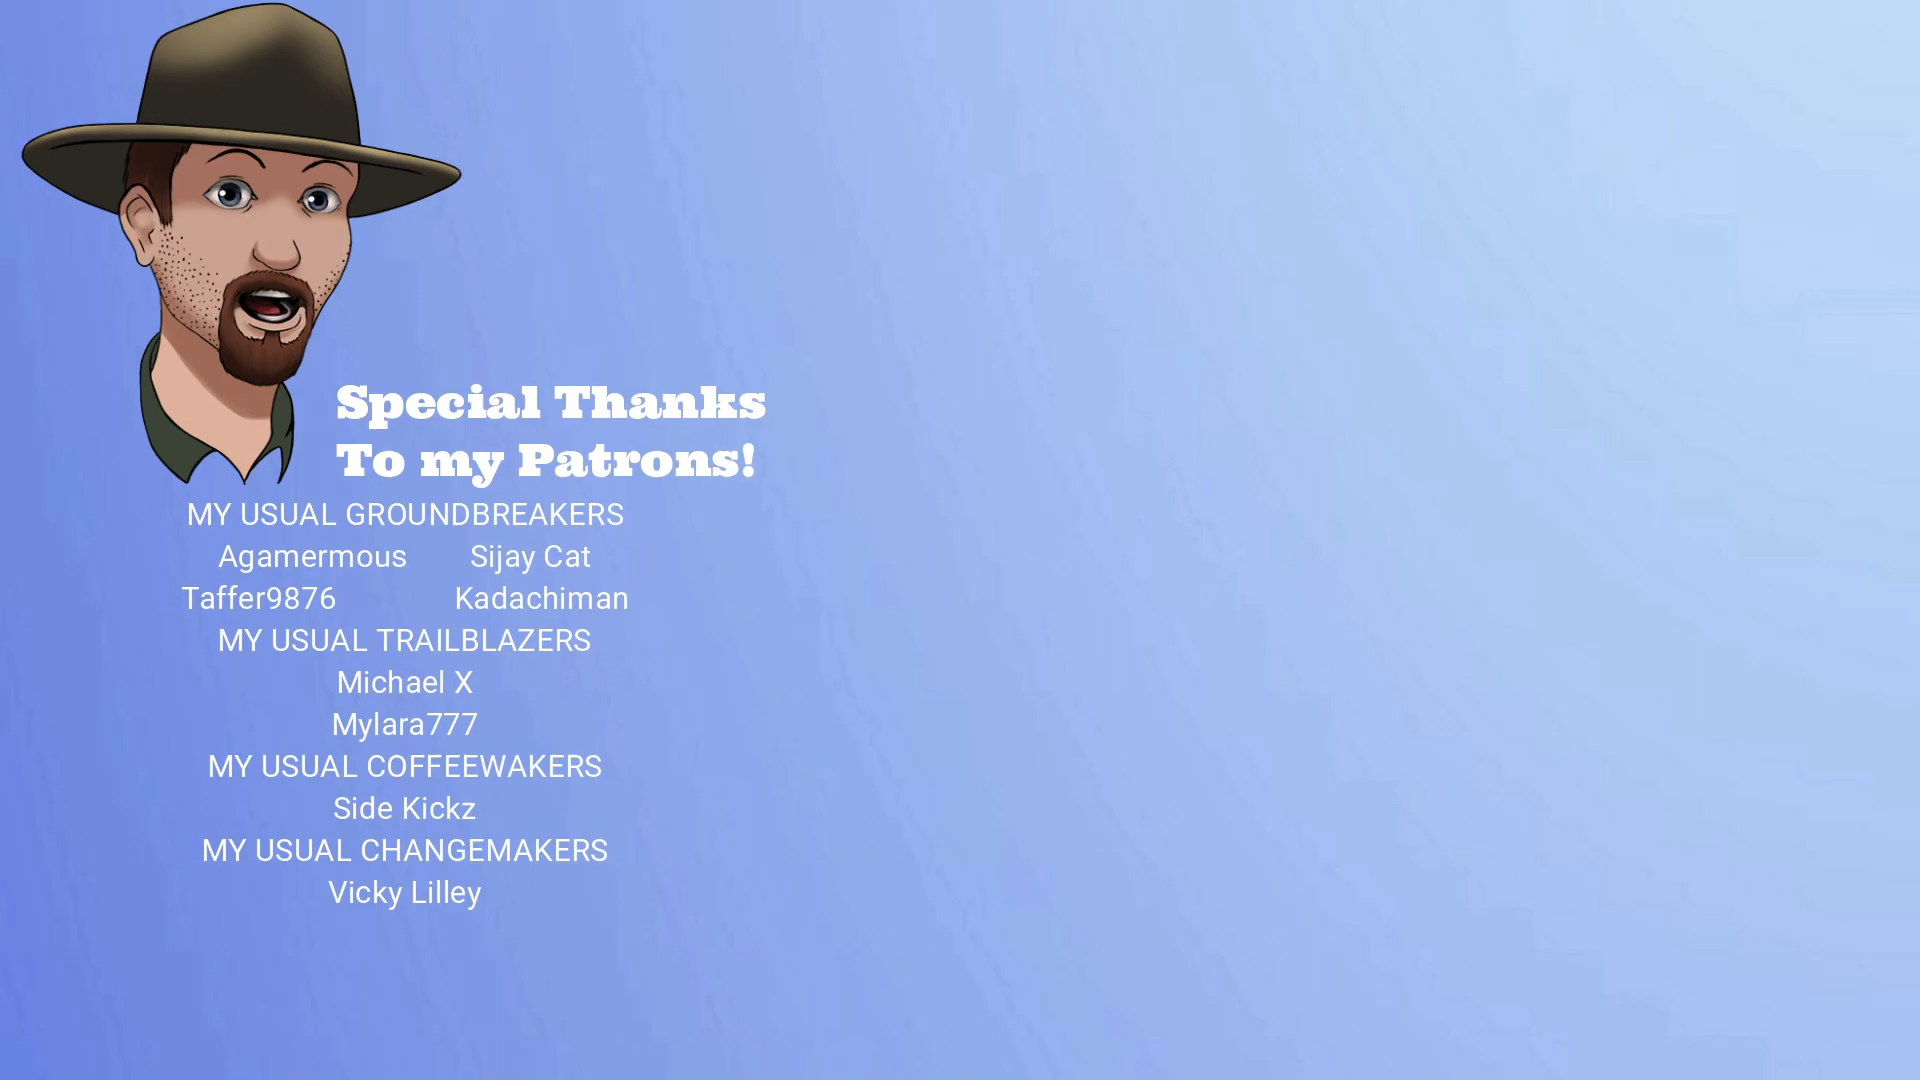 Special Thanks
To my Patrons!
MY USUAL GROUNDBREAKERS
Agamermous Sijay Cat
Taffer9876 Kadachiman
MY USUAL TRAILBLAZERS
Michael X
Mylara777
MY USUAL COFFEEWAKERS
Side Kickz
MY USUAL CHANGEMAKERS
Vicky Lilley